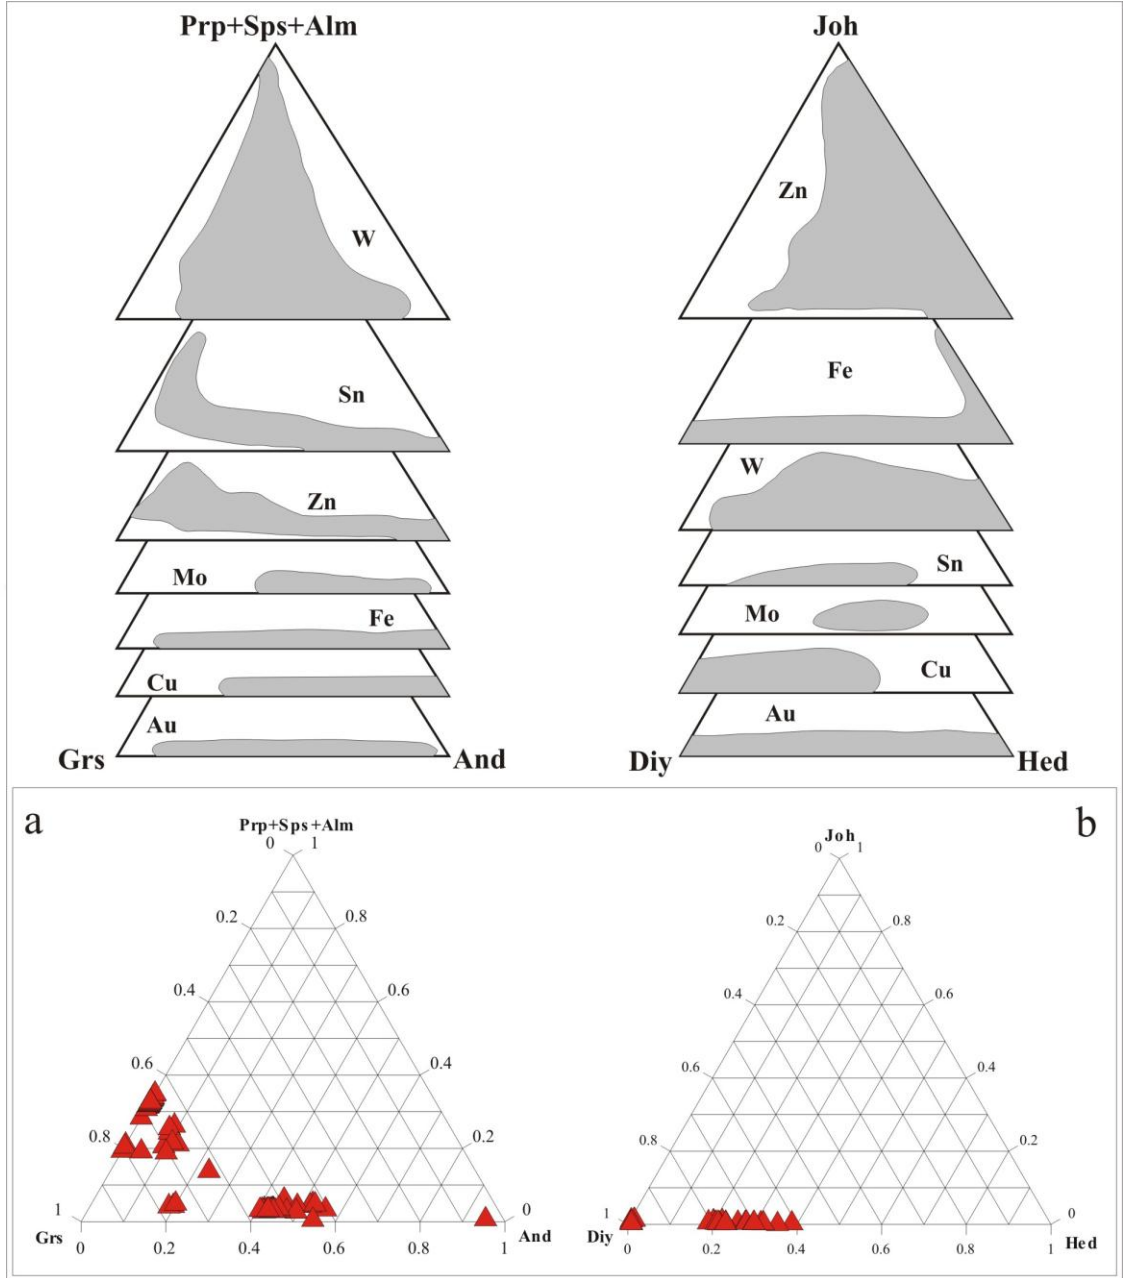 Prp+Sps+Alm
Joh
W
Zn
Sn
Fe
Zn
W
Mo
Sn
Fe
Mo
Cu
Cu
Au
Au
Grs
And
Diy
Hed
a
Prp+Sps+Alm
0 1
0.2 0.8
0.4 0.6
0.6 0.4
0.8 0.2
1 0
Grs And
0 0.2 0.4 0.6 0.8 1
b
Joh
0 1
0.2 0.8
0.4 0.6
0.6 0.4
0.8 0.2
1 0
Diy Hed
0 0.2 0.4 0.6 0.8 1